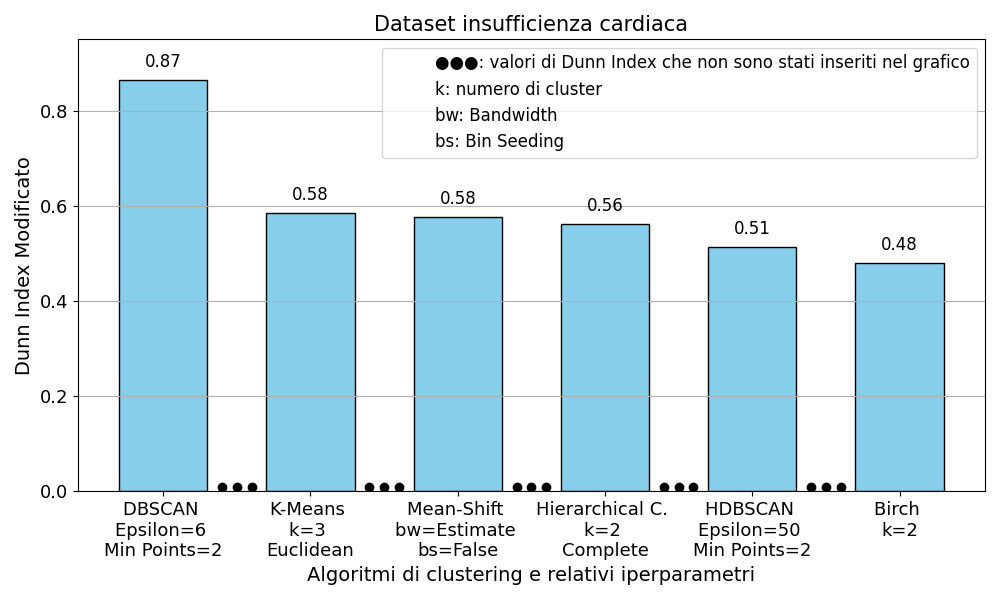 Dataset insufficienza cardiaca
●●●: valori di Dunn Index che non sono stati inseriti nel grafico
k: numero di cluster
bw: Bandwidth
bs: Bin Seeding
Dunn Index Modificato
0.8
0.6
0.4
0.2
0.0
0.87
0.58
0.58
0.56
0.51
0.48
DBSCAN
Epsilon=6
Min Points=2
K-Means
k=3
Euclidean
Mean-Shift
bw=Estimate
bs=False
Hierarchical C.
k=2
Complete
HDBSCAN
Epsilon=50
Min Points=2
Birch
k=2
Algoritmi di clustering e relativi iperparametri